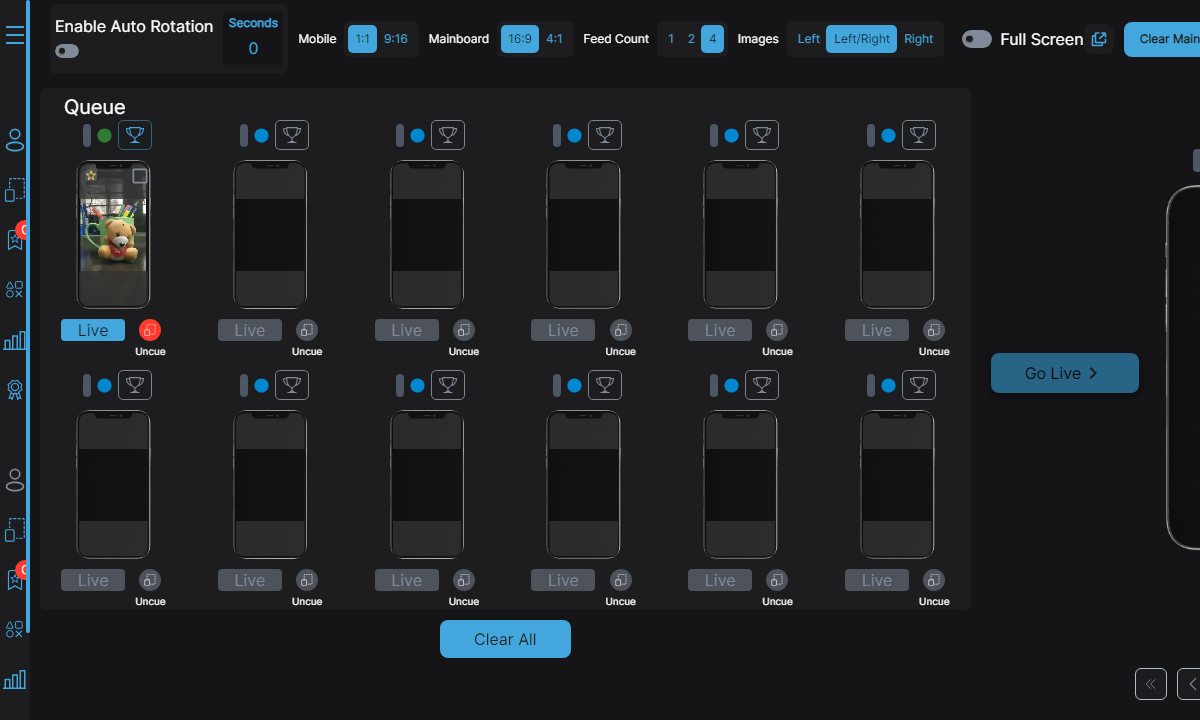 Enable Auto Rotation
Seconds
0
Mobile 1:1 9:16 Mainboard 16:9 4:1 Feed Count 1 2 4 Images Left Left/Right Right Full Screen Clear Main
Queue
Live Live Live Live Live Live
Uncue Uncue Uncue Uncue Uncue Uncue
Go Live
Live Live Live Live Live Live
Uncue Uncue Uncue Uncue Uncue Uncue
Clear All